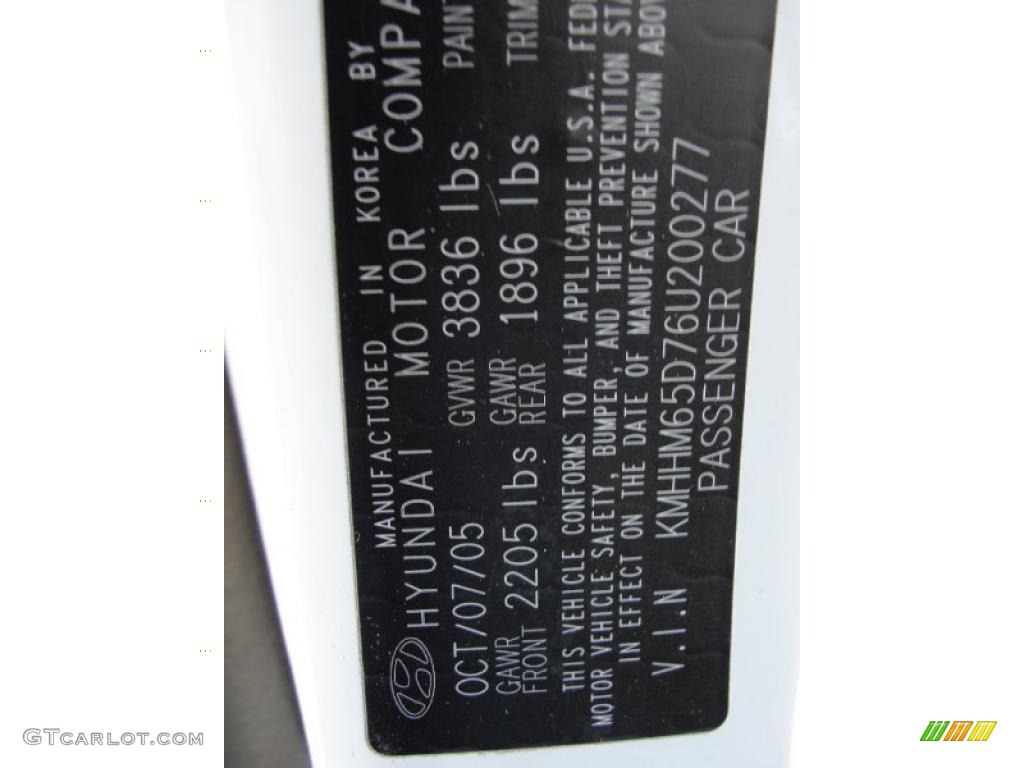 MANUFACTURED IN KOREA BY
HYUNDAI MOTOR COMPA
OCT/07/05 GVWR 3836 lbs PAINT
GAWR FRONT 2205 lbs GAWR REAR 1896 lbs TRIM
THIS VEHICLE CONFORMS TO ALL APPLICABLE U.S.A. FEDE
MOTOR VEHICLE SAFETY, BUMPER, AND THEFT PREVENTION STA
IN EFFECT ON THE DATE OF MANUFACTURE SHOWN ABOV
V.I.N KMHHM65D76U200277
PASSENGER CAR
GTCARLOT.COM